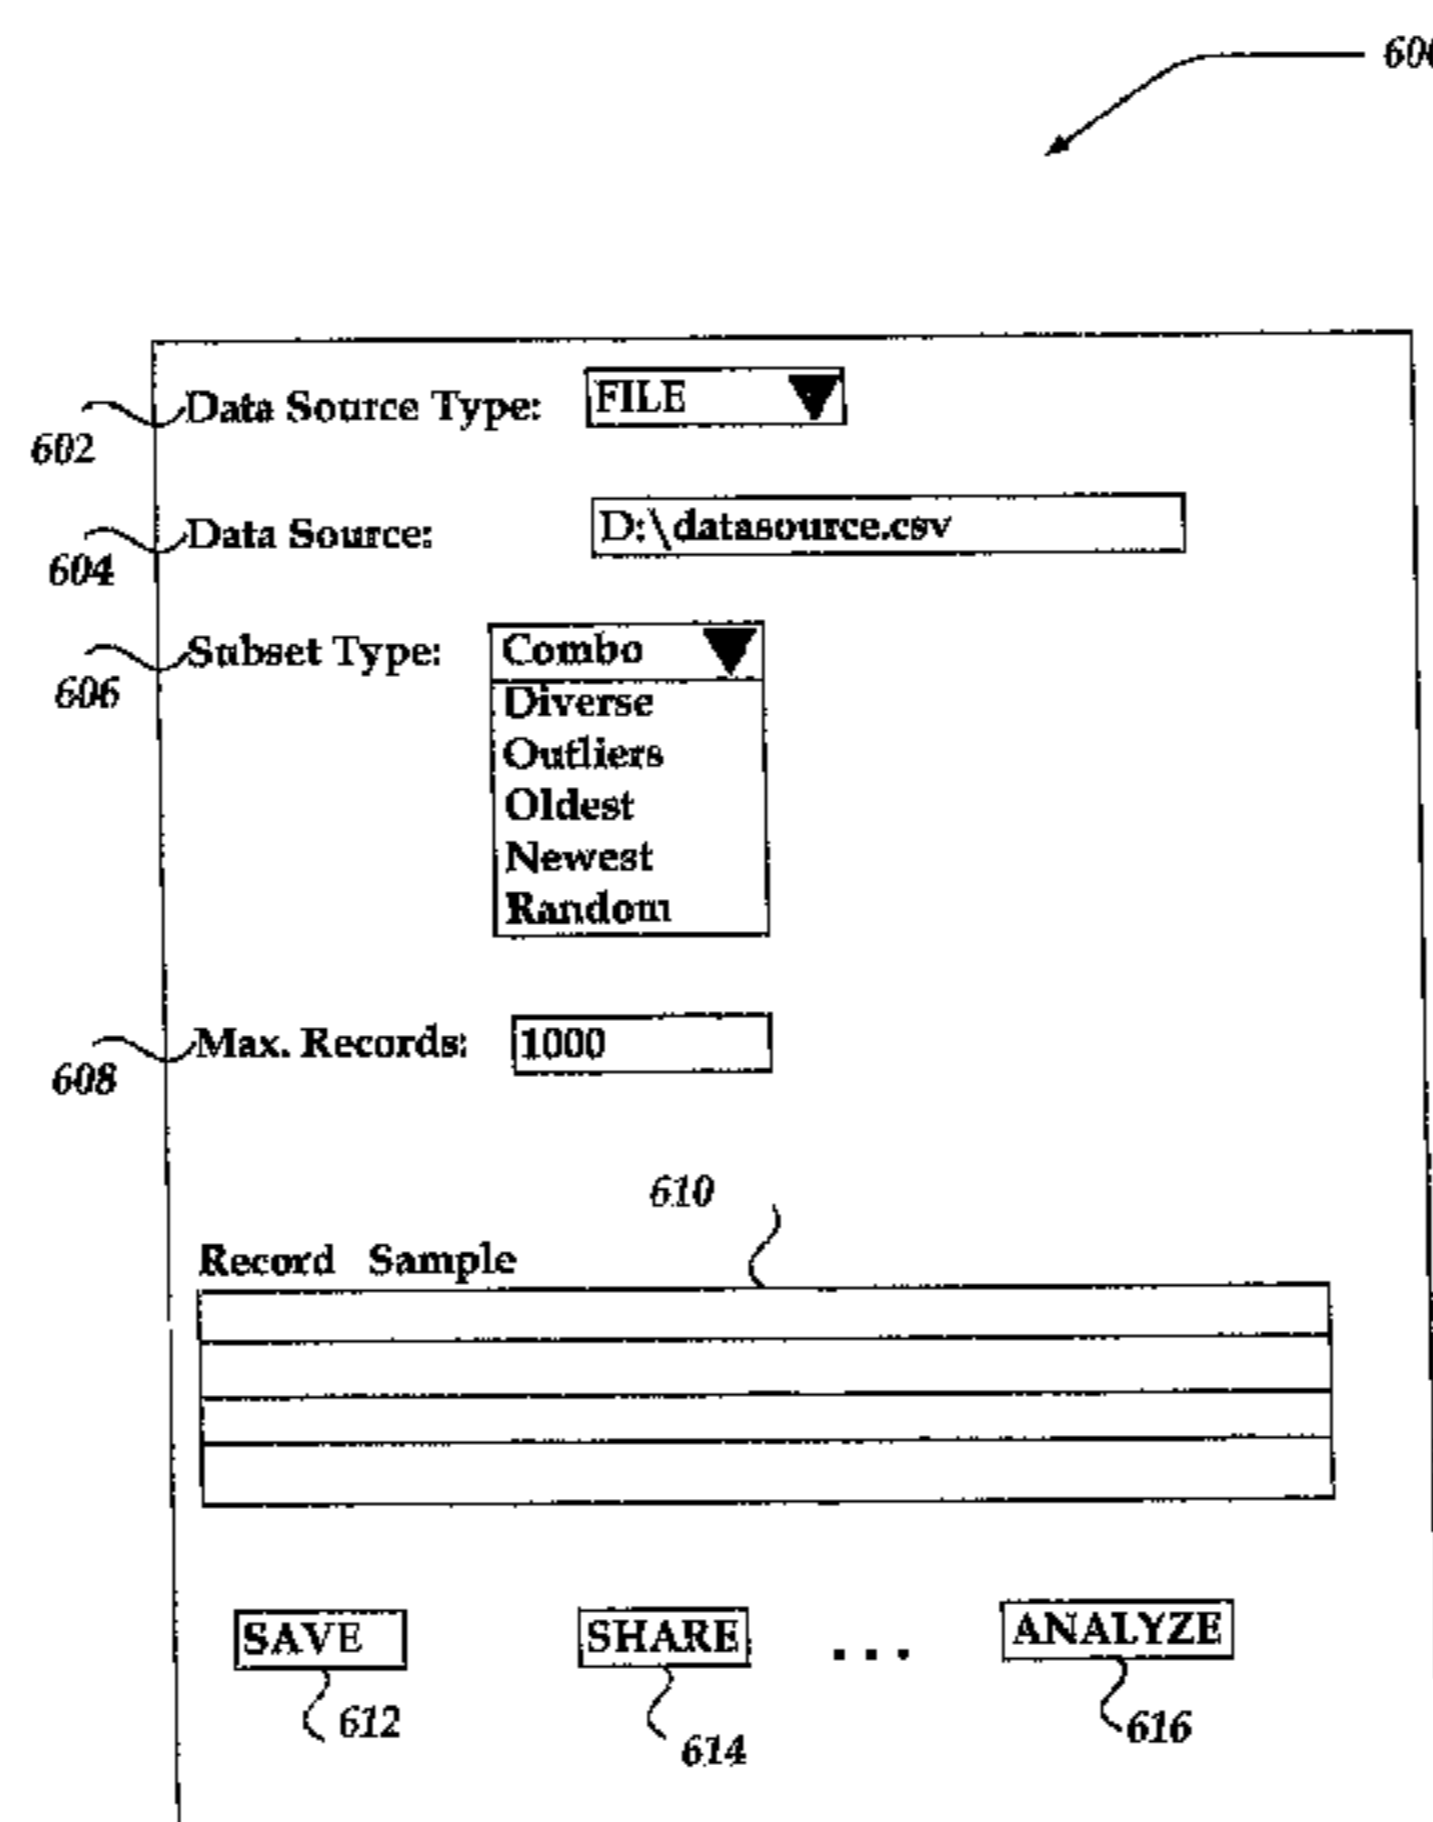 600
602 Data Source Type: FILE
604 Data Source: D:\datasource.csv
606 Subset Type: Combo
Diverse
Outliers
Oldest
Newest
Random
608 Max. Records: 1000
610
Record Sample
SAVE SHARE ... ANALYZE
612 614 616